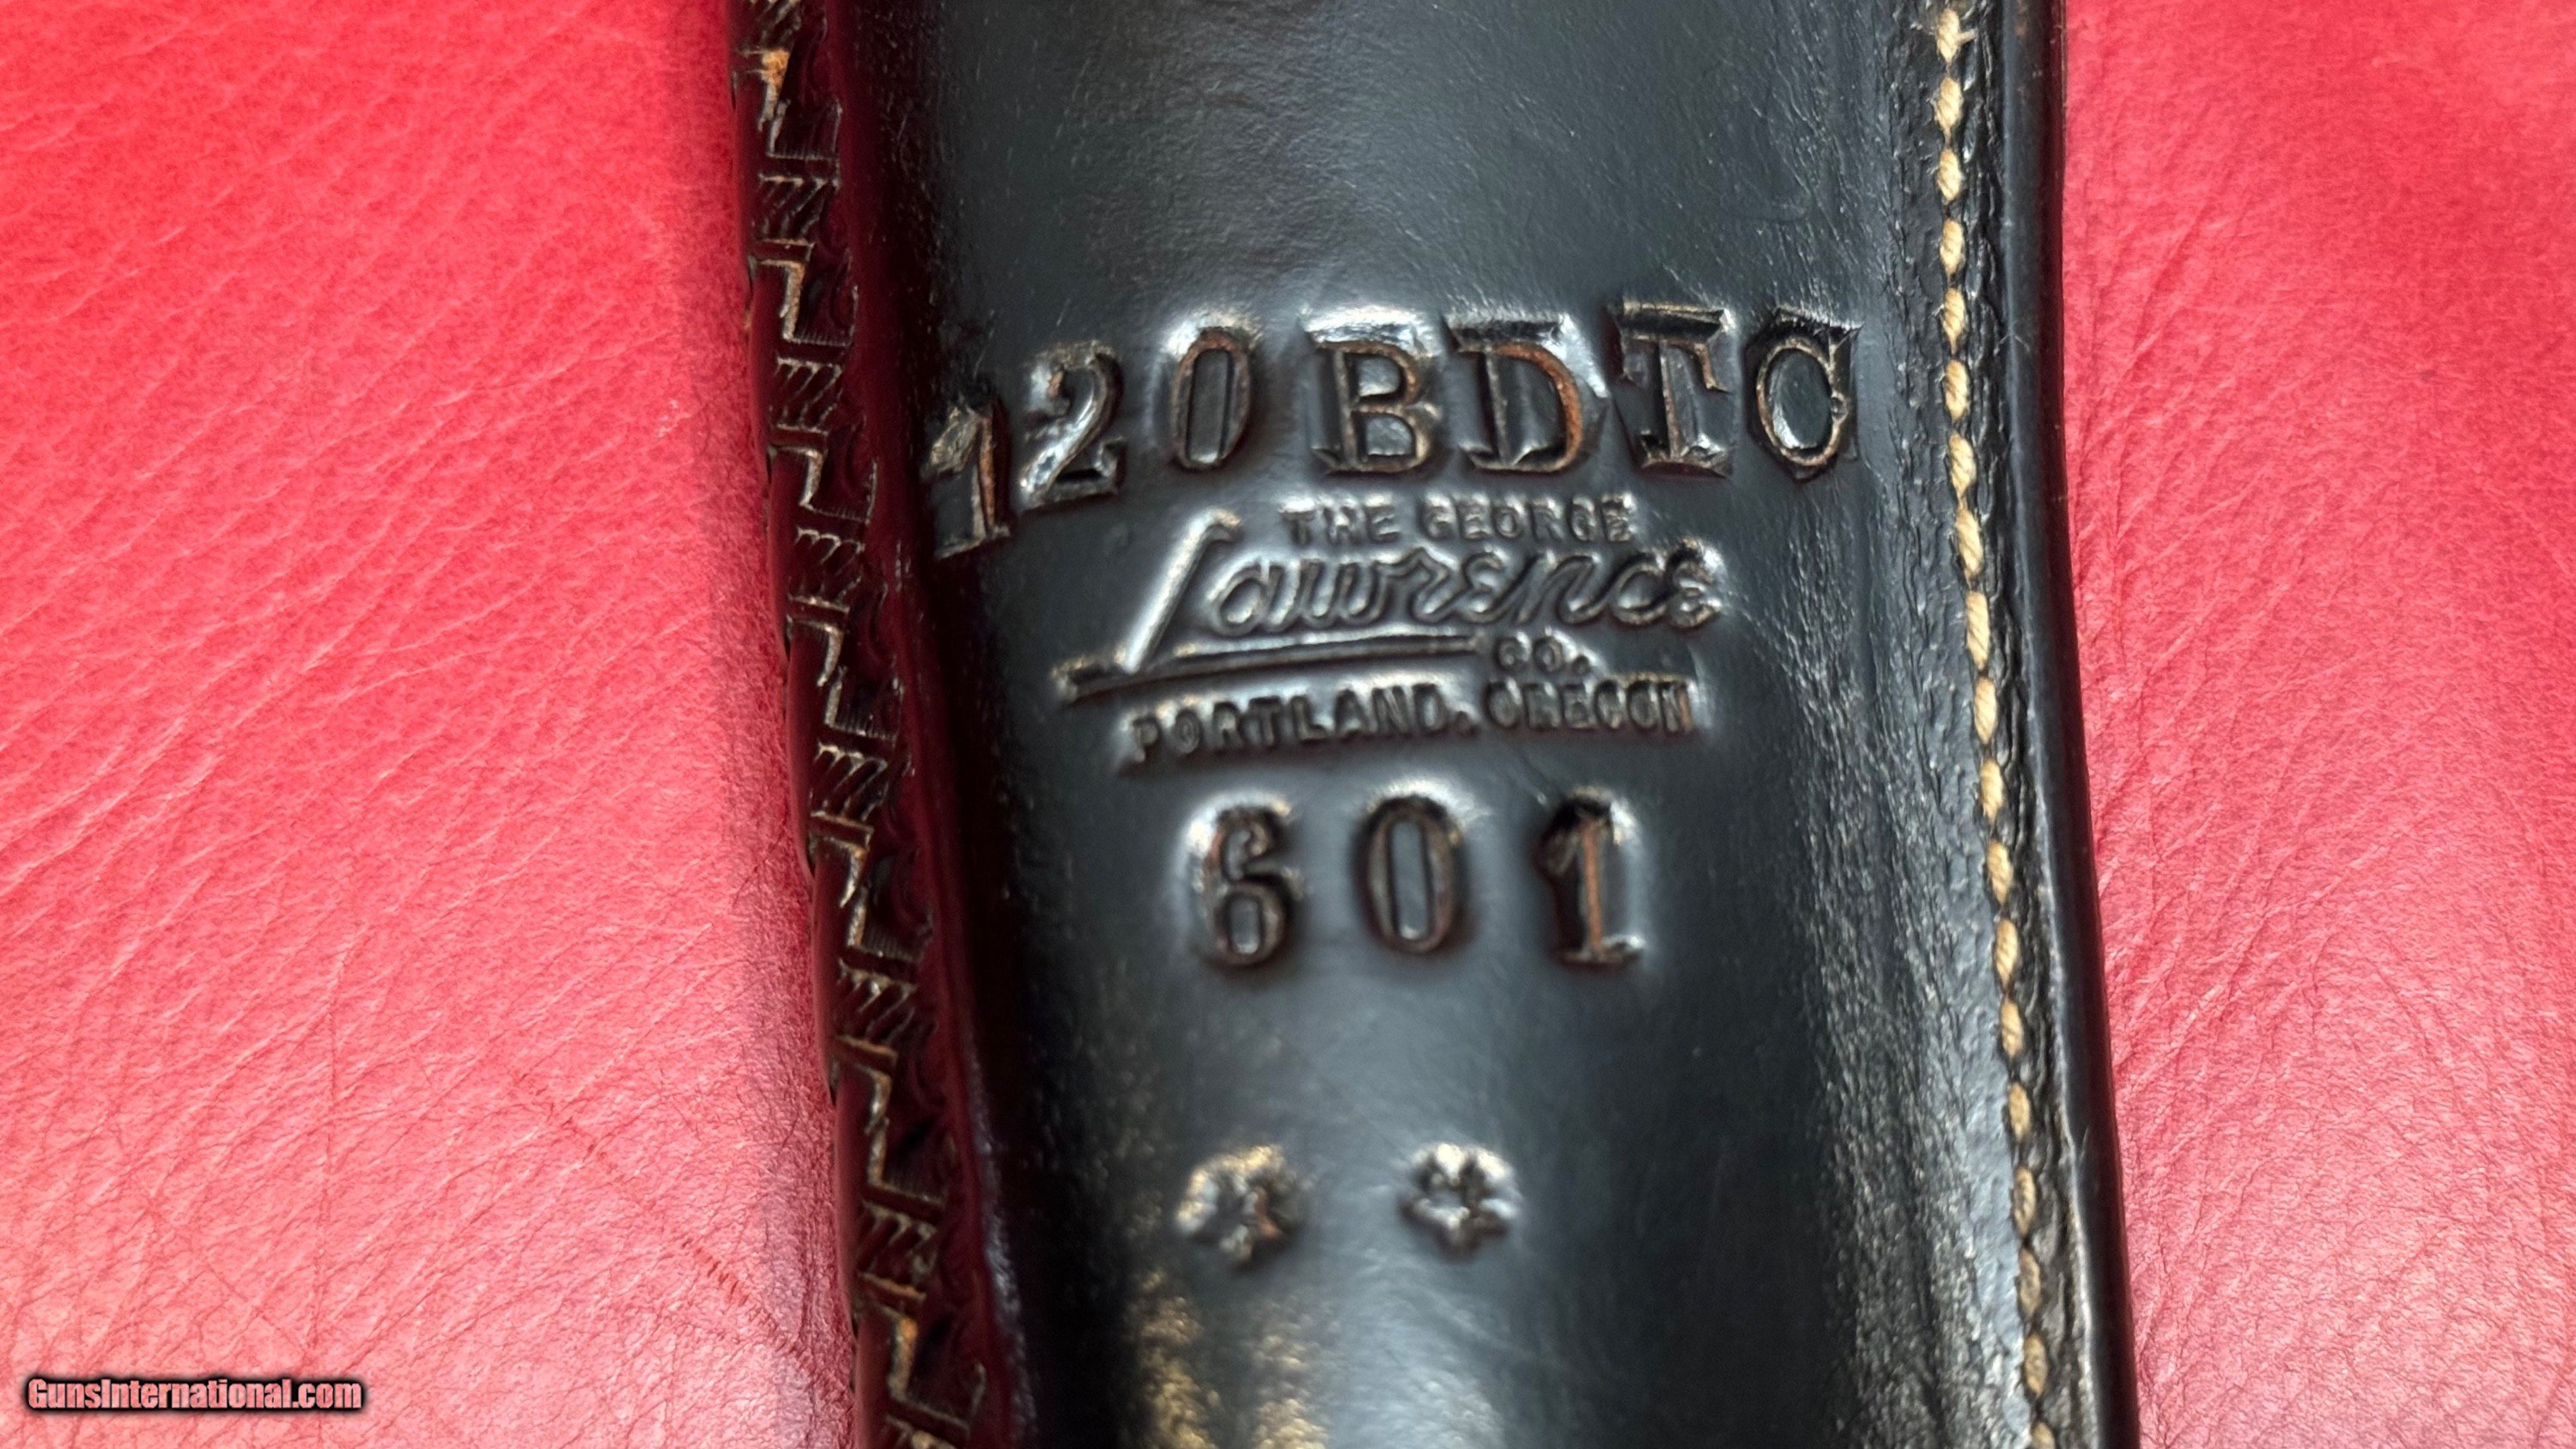 120 BDTC
THE GEORGE
Lawrence
CO.
PORTLAND, OREGON
601
GunsInternational.com